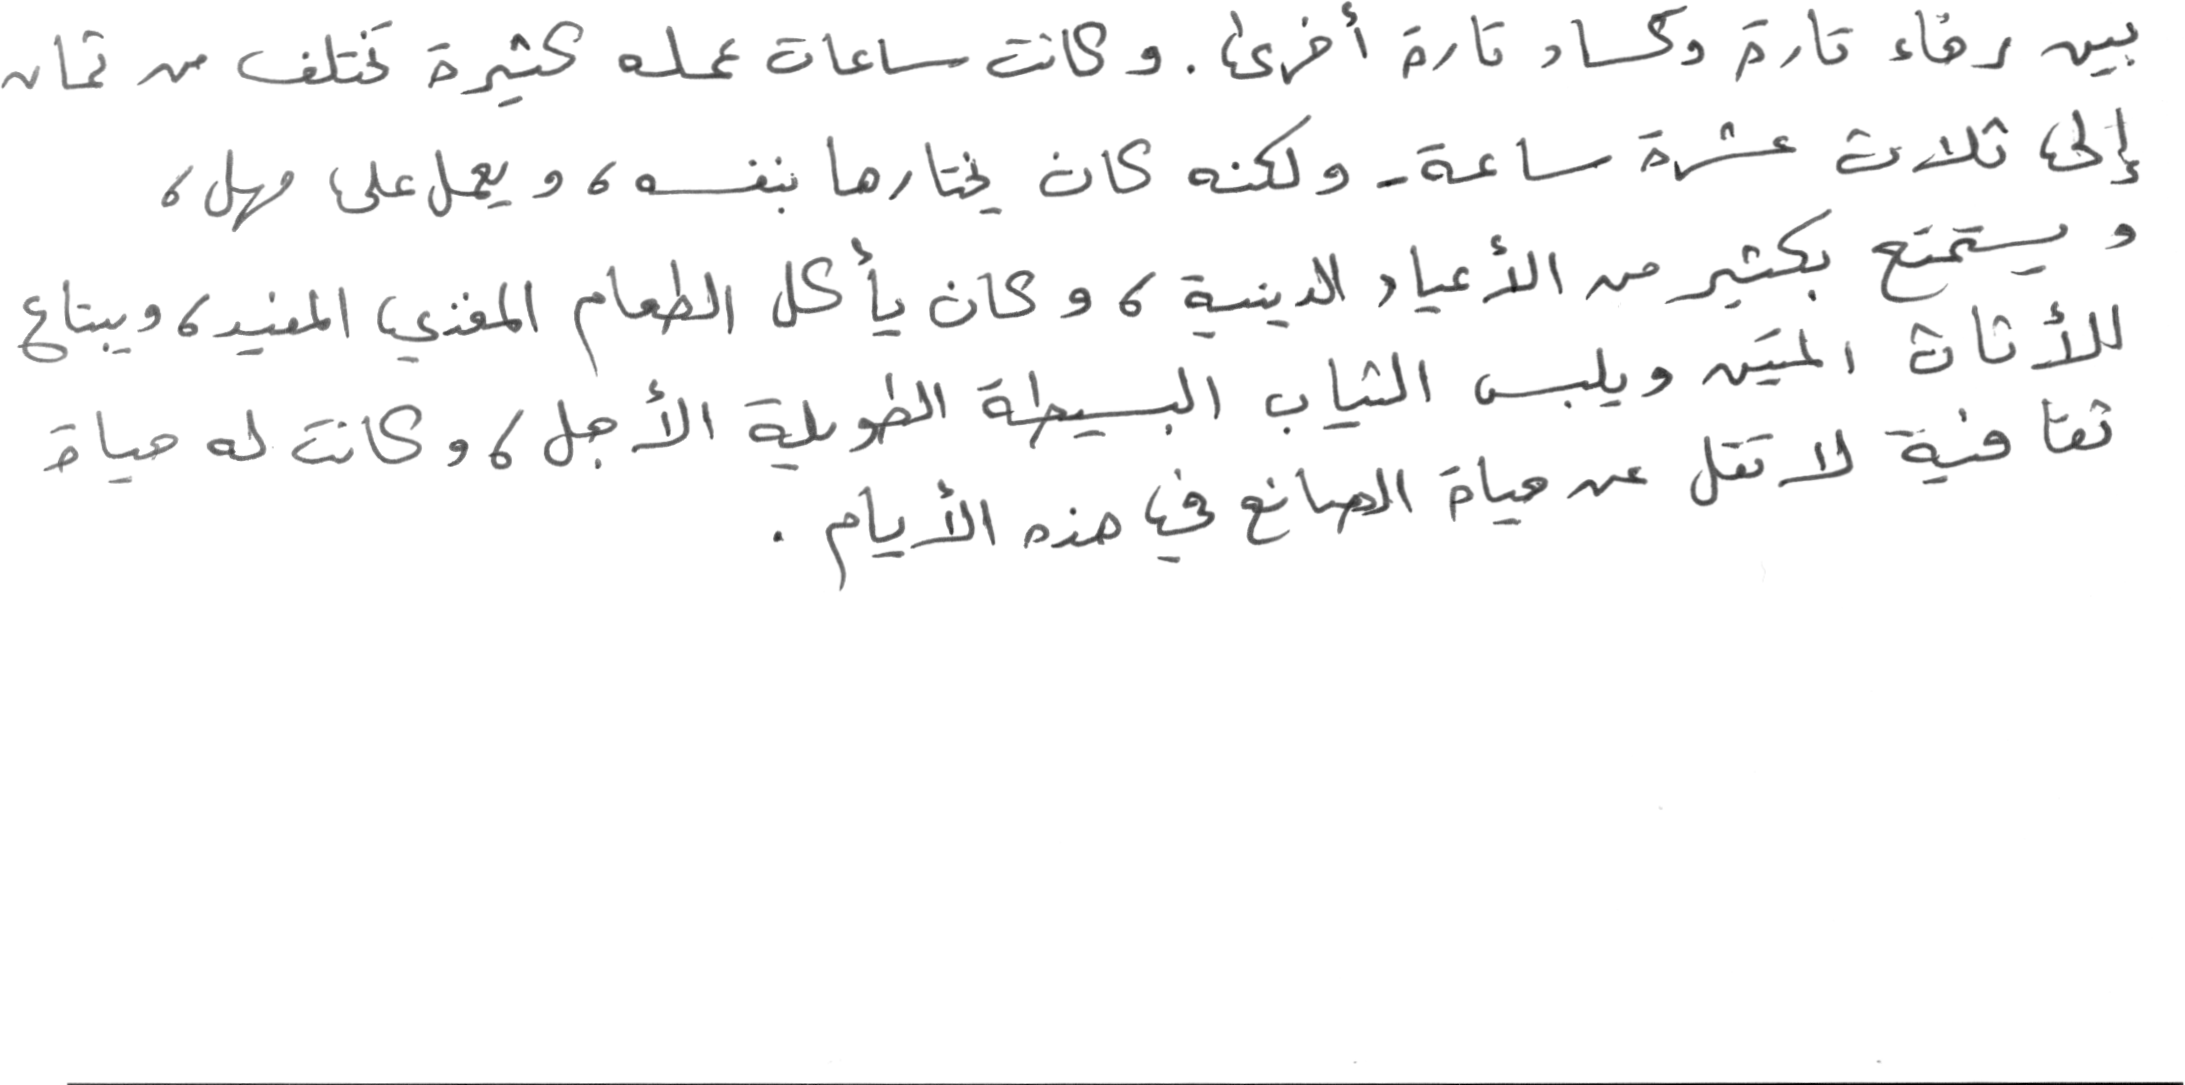 بين رخاء تارة وكساد تارة أخرى. وكانت ساعات عمله كثيرة تختلف من ثمان
إلى ثلاث عشرة ساعة- ولكنه كان يختارها بنفسه، ويعمل على مهل،
ويستمتع بكثير من الأعياد الدينية، وكان يأكل الطعام المغذي المفيد، ويبتاع
للأثاث المتين ويلبس الثياب البسيطة الطويلة الأجل، وكانت له حياة
ثقافية لا تقل عن حياة الصانع في هذه الأيام.